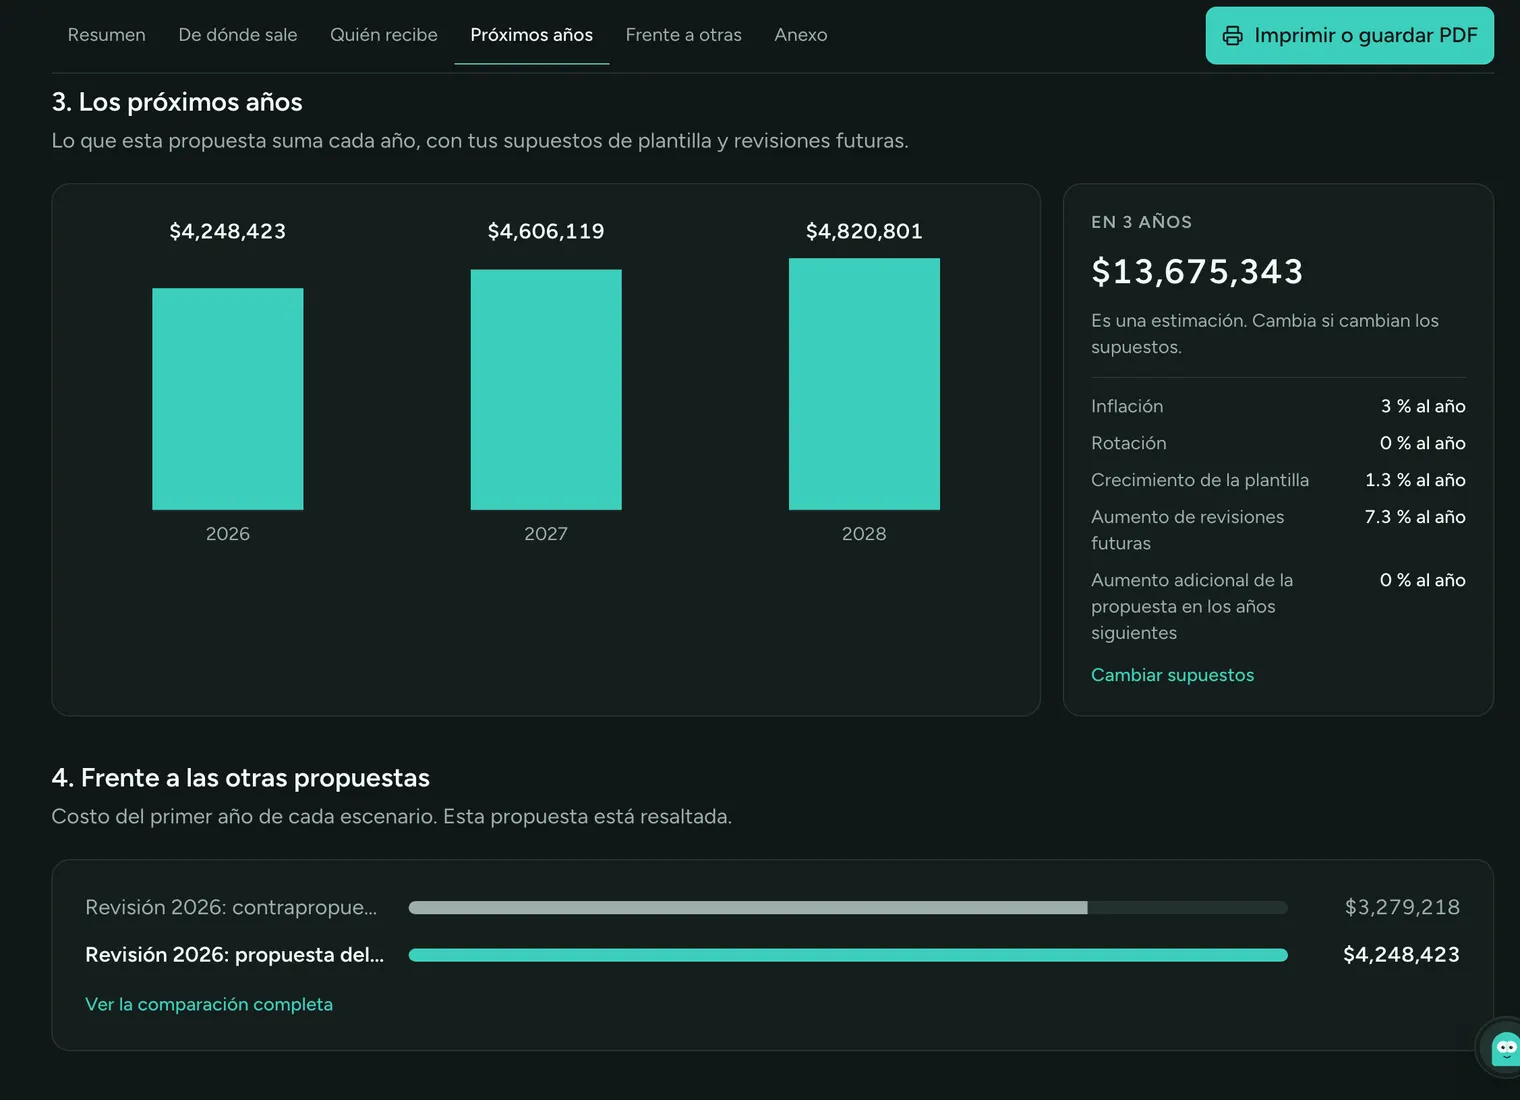 Resumen
De dónde sale
Quién recibe
Próximos años
Frente a otras
Anexo
Imprimir o guardar PDF
3. Los próximos años
Lo que esta propuesta suma cada año, con tus supuestos de plantilla y revisiones futuras.
$4,248,423
$4,606,119
$4,820,801
2026
2027
2028
EN 3 AÑOS
$13,675,343
Es una estimación. Cambia si cambian los
supuestos.
Inflación 3 % al año
Rotación 0 % al año
Crecimiento de la plantilla 1.3 % al año
Aumento de revisiones 7.3 % al año
futuras
Aumento adicional de la 0 % al año
propuesta en los años
siguientes
Cambiar supuestos
4. Frente a las otras propuestas
Costo del primer año de cada escenario. Esta propuesta está resaltada.
Revisión 2026: contrapropue... $3,279,218
Revisión 2026: propuesta del... $4,248,423
Ver la comparación completa